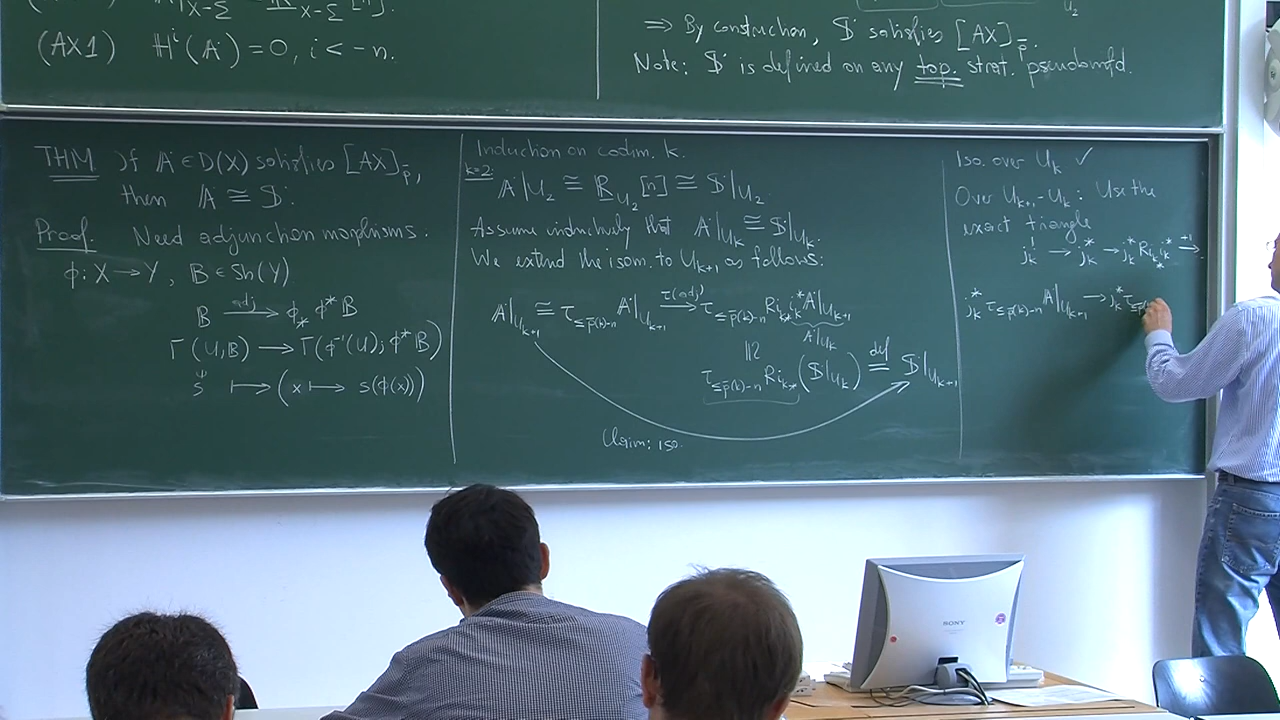 X-Σ X-Σ [n].
(AX1) ℍ^i(A^•) = 0, i < -n.
U_2
⇒ By construction, 𝕊^• satisfies [AX]_p̄.
Note: 𝕊^• is defined on any top. strat. pseudomfd.
THM If A^• ∈ D(X) satisfies [AX]_p̄,
then A^• ≅ 𝕊^•.
Proof. Need adjunction morphisms.
ϕ: X → Y, B ∈ Sh(Y)
B —adj→ ϕ_* ϕ^* B
Γ(U,B) → Γ(ϕ^{-1}(U); ϕ^* B)
s ↦ (x ↦ s(ϕ(x)))
Induction on codim. k.
k=2: A^•|U_2 ≅ ℝ_{U_2}[n] ≅ 𝕊^•|U_2.
Assume inductively that A^•|U_k ≅ 𝕊^•|U_k.
We extend the isom. to U_{k+1} as follows:
A^•|U_{k+1} ≅ τ_{≤p̄(k)-n} A^•|U_{k+1} —τ(adj)→ τ_{≤p̄(k)-n} Ri_{k*} i_k^* A^•|U_{k+1}
A^•|U_k
≅
τ_{≤p̄(k)-n} Ri_{k*} (𝕊^•|U_k) =def= 𝕊^•|U_{k+1}
Claim: iso.
Iso. over U_k ✓
Over U_{k+1} - U_k: Use the
exact triangle
j_k^! → j_k^* → j_k^* Ri_{k*} i_k^* —+1→.
j_k^* τ_{≤p̄(k)-n} A^•|U_{k+1} → j_k^* τ_{≤p̄(
SONY